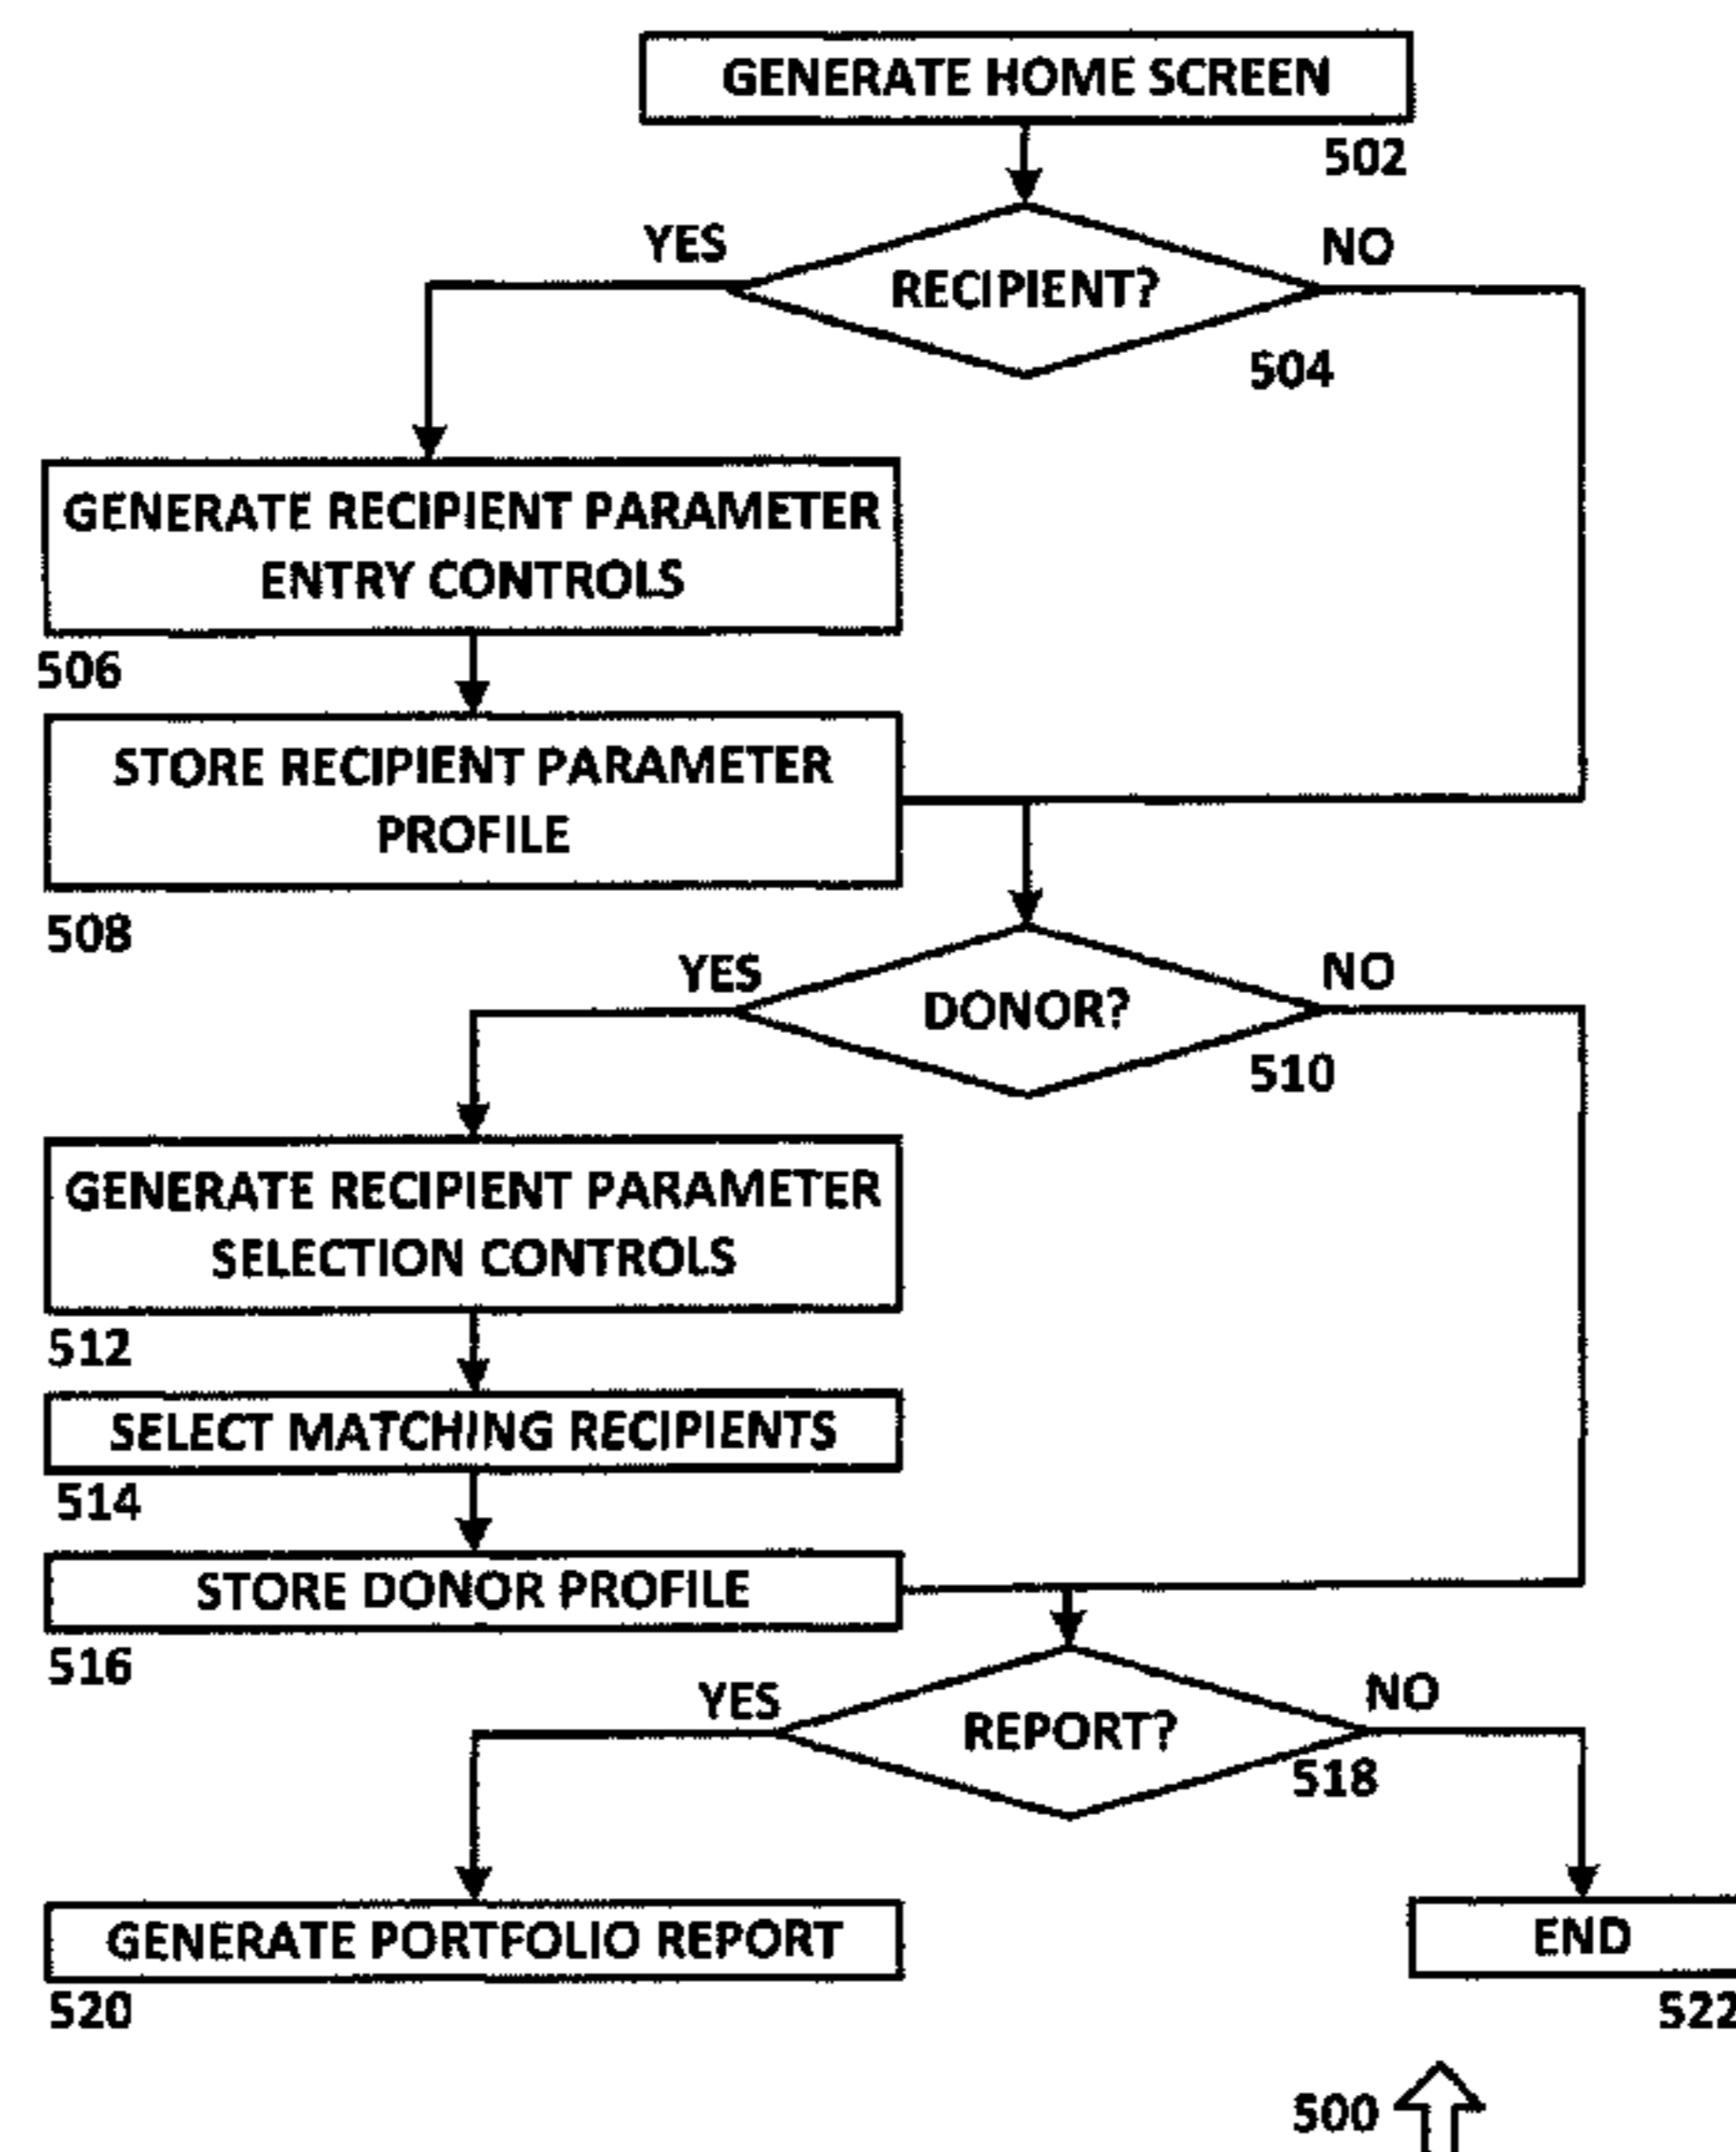 GENERATE HOME SCREEN
502
YES
NO
RECIPIENT?
504
GENERATE RECIPIENT PARAMETER
ENTRY CONTROLS
506
STORE RECIPIENT PARAMETER
PROFILE
508
YES
NO
DONOR?
510
GENERATE RECIPIENT PARAMETER
SELECTION CONTROLS
512
SELECT MATCHING RECIPIENTS
514
STORE DONOR PROFILE
516
YES
NO
REPORT?
518
GENERATE PORTFOLIO REPORT
END
520
522
500